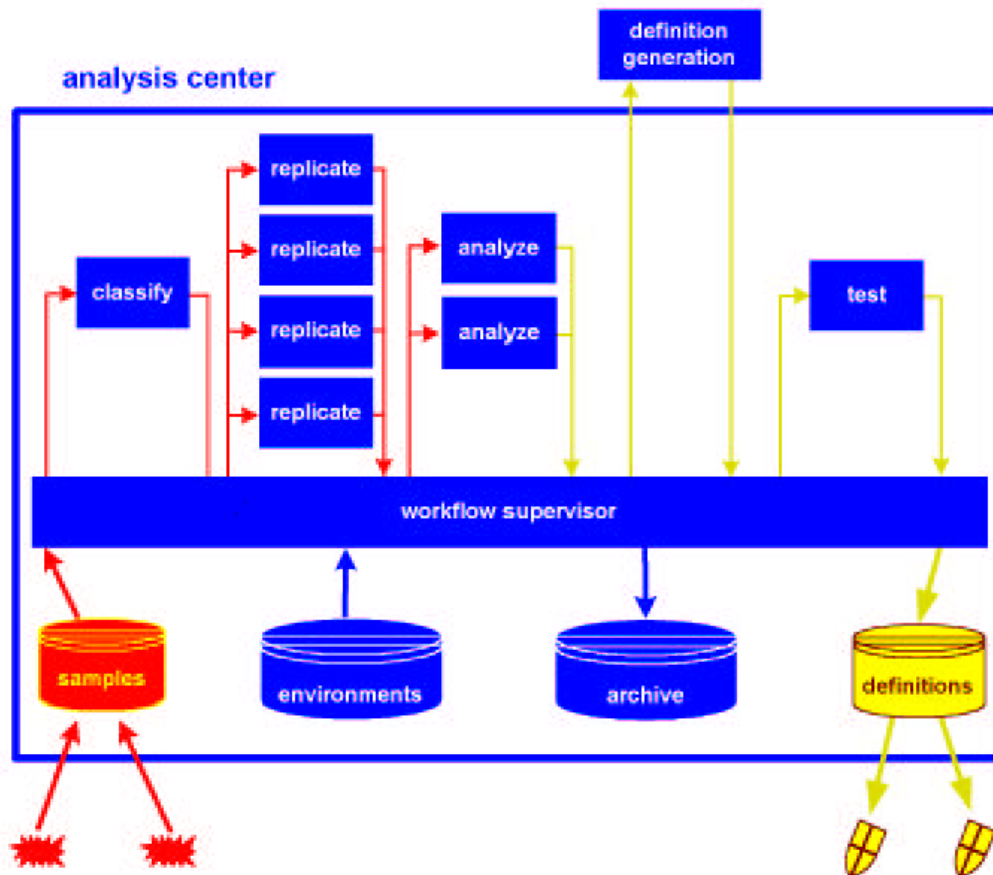 definition
generation
analysis center
replicate
replicate
analyze
classify
test
replicate
analyze
replicate
workflow supervisor
samples
environments
archive
definitions